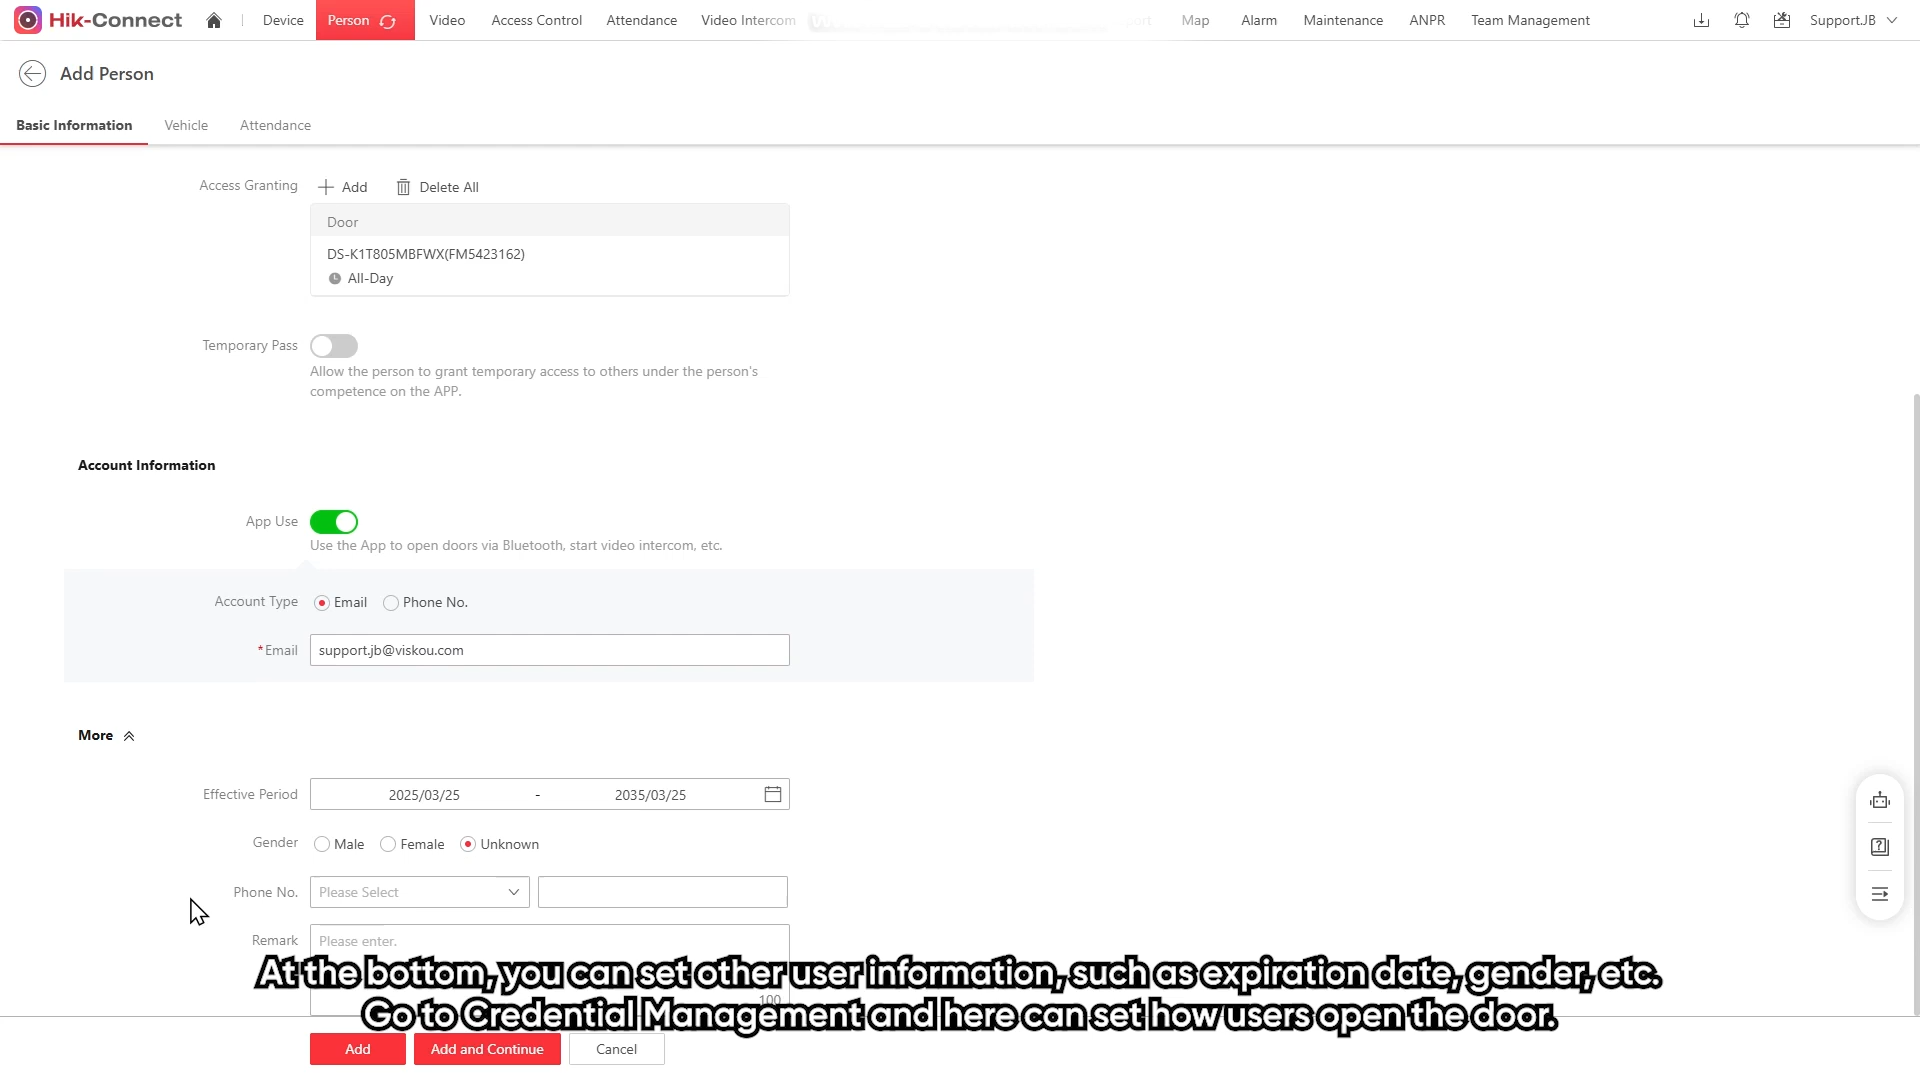 Hik-Connect
Device
Person
Video
Access Control
Attendance
Video Intercom
Map
Alarm
Maintenance
ANPR
Team Management
Support.JB
Add Person
Basic Information
Vehicle
Attendance
Access Granting
Add
Delete All
Door
DS-K1T805MBFWX(FM5423162)
All-Day
Temporary Pass
Allow the person to grant temporary access to others under the person's
competence on the APP.
Account Information
App Use
Use the App to open doors via Bluetooth, start video intercom, etc.
Account Type
Email
Phone No.
*Email
support.jb@viskou.com
More
Effective Period
2025/03/25 - 2035/03/25
Gender
Male
Female
Unknown
Phone No.
Please Select
Remark
Please enter.
At the bottom, you can set other user information, such as expiration date, gender, etc.
100
Go to Credential Management and here can set how users open the door.
Add
Add and Continue
Cancel